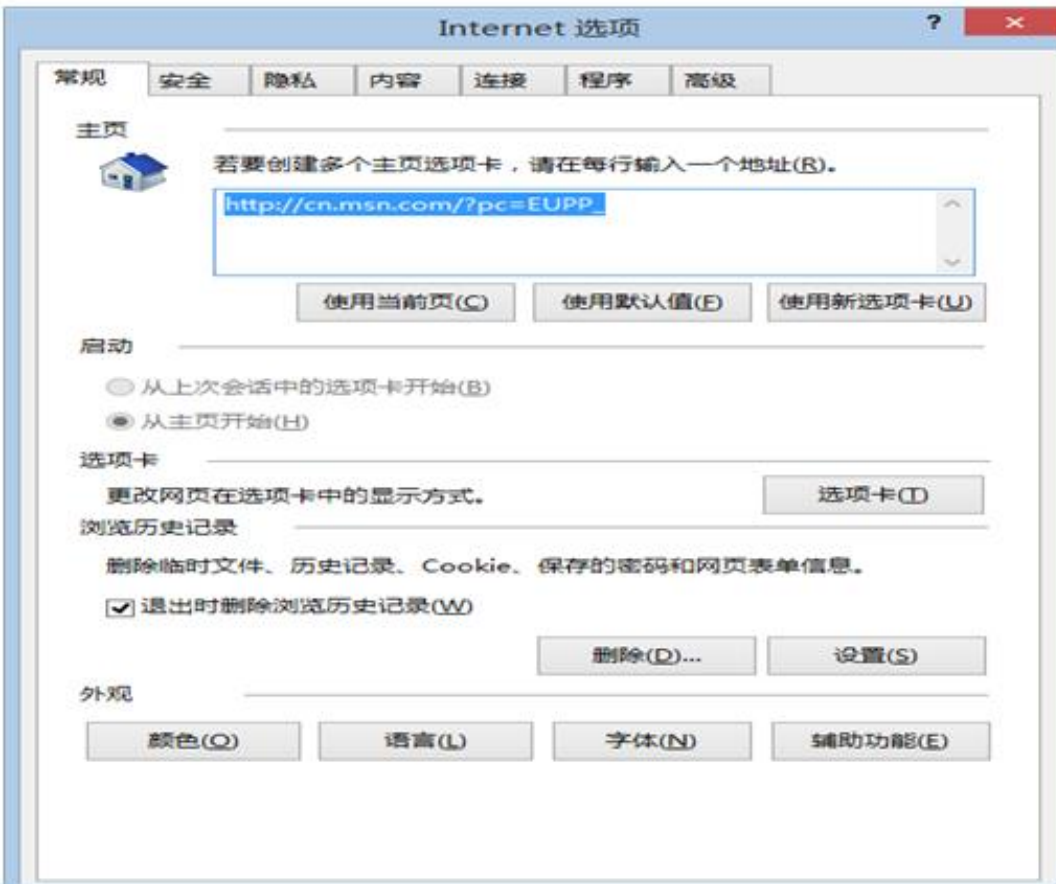 Internet 选项
? ×
常规 安全 隐私 内容 连接 程序 高级
主页
若要创建多个主页选项卡，请在每行输入一个地址(R)。
http://cn.msn.com/?pc=EUPP_
使用当前页(C) 使用默认值(F) 使用新选项卡(U)
启动
从上次会话中的选项卡开始(B)
从主页开始(H)
选项卡
更改网页在选项卡中的显示方式。 选项卡(T)
浏览历史记录
删除临时文件、历史记录、Cookie、保存的密码和网页表单信息。
退出时删除浏览历史记录(W)
删除(D)... 设置(S)
外观
颜色(O) 语言(L) 字体(N) 辅助功能(E)